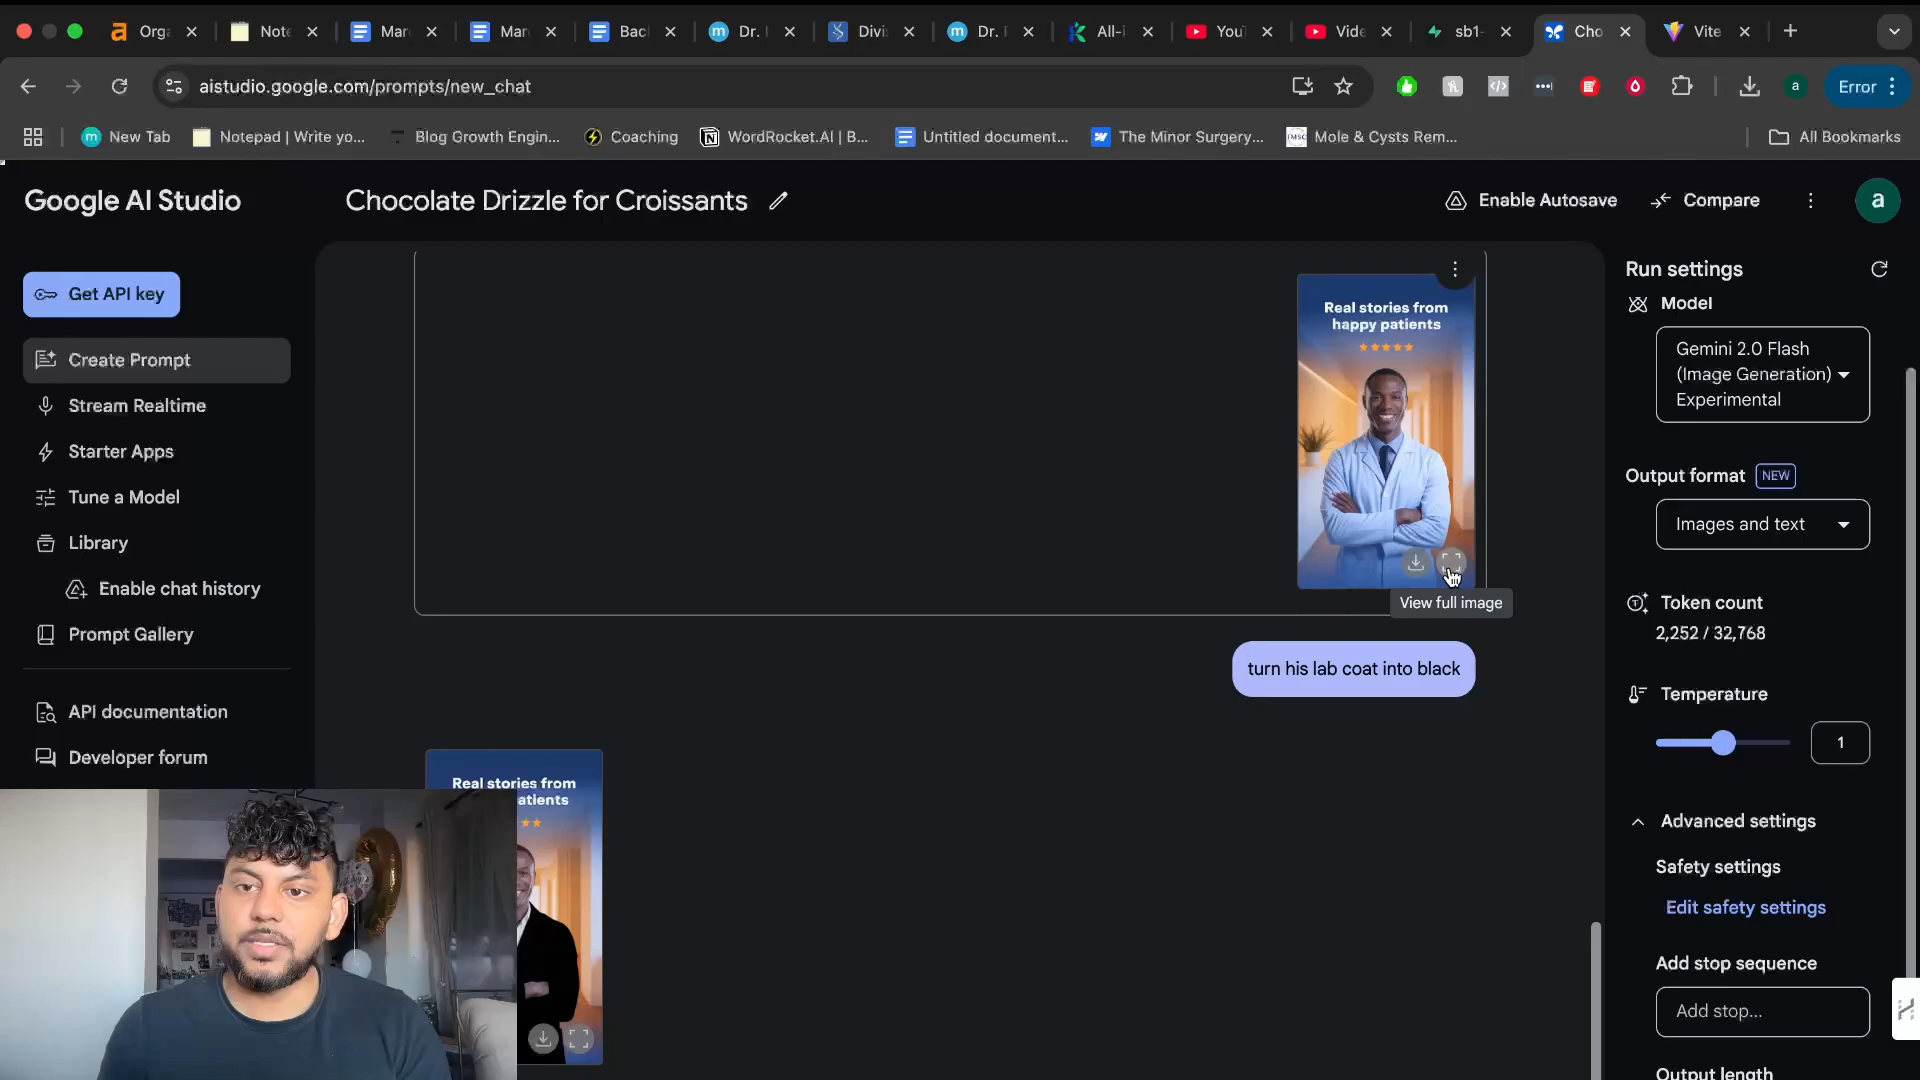 Orga
Note
Mar
Mar
Bac
Dr. I
Divi
Dr.
All-i
YouT
Vide
sb1-
Cho
Vite
aistudio.google.com/prompts/new_chat
a
Error
New Tab
Notepad | Write yo...
Blog Growth Engin...
Coaching
WordRocket.AI | B...
Untitled document...
The Minor Surgery...
IMSC
Mole & Cysts Rem...
All Bookmarks
Google AI Studio
Chocolate Drizzle for Croissants
Enable Autosave
Compare
a
Get API key
Create Prompt
Stream Realtime
Starter Apps
Tune a Model
Library
Enable chat history
Prompt Gallery
API documentation
Developer forum
Real stories from
happy patients
View full image
turn his lab coat into black
Real stories from
atients
Run settings
Model
Gemini 2.0 Flash
(Image Generation)
Experimental
Output format NEW
Images and text
Token count
2,252 / 32,768
Temperature
1
Advanced settings
Safety settings
Edit safety settings
Add stop sequence
Add stop...
Output length